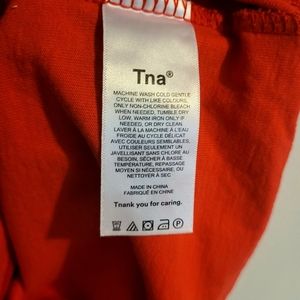 Tna®
MACHINE WASH COLD GENTLE
CYCLE WITH LIKE COLOURS,
ONLY NON-CHLORINE BLEACH
WHEN NEEDED, TUMBLE DRY
LOW, WARM IRON ONLY IF
NEEDED, OR DRY CLEAN
LAVER À LA MACHINE À L'EAU
FROIDE AU CYCLE DÉLICAT
AVEC COULEURS SEMBLABLES,
UTILISER SEULEMENT UN
JAVELLISANT SANS CHLORE AU
BESOIN, SÉCHER À BASSE
TEMPÉRATURE, REPASSAGE
MOYEN SI NÉCESSAIRE, OU
NETTOYER À SEC
MADE IN CHINA
FABRIQUÉ EN CHINE
Tnank you for caring.